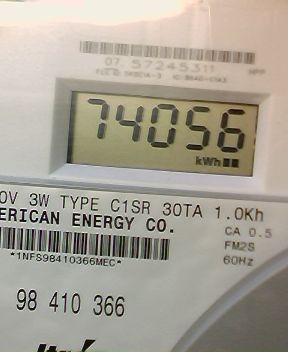 07. 57245311
HPP
74056
kWh
0V 3W TYPE C1SR 30TA 1.0Kh
ERICAN ENERGY CO.
CA 0.5
FM2S
60Hz
*1NFS98410366MEC*
98 410 366